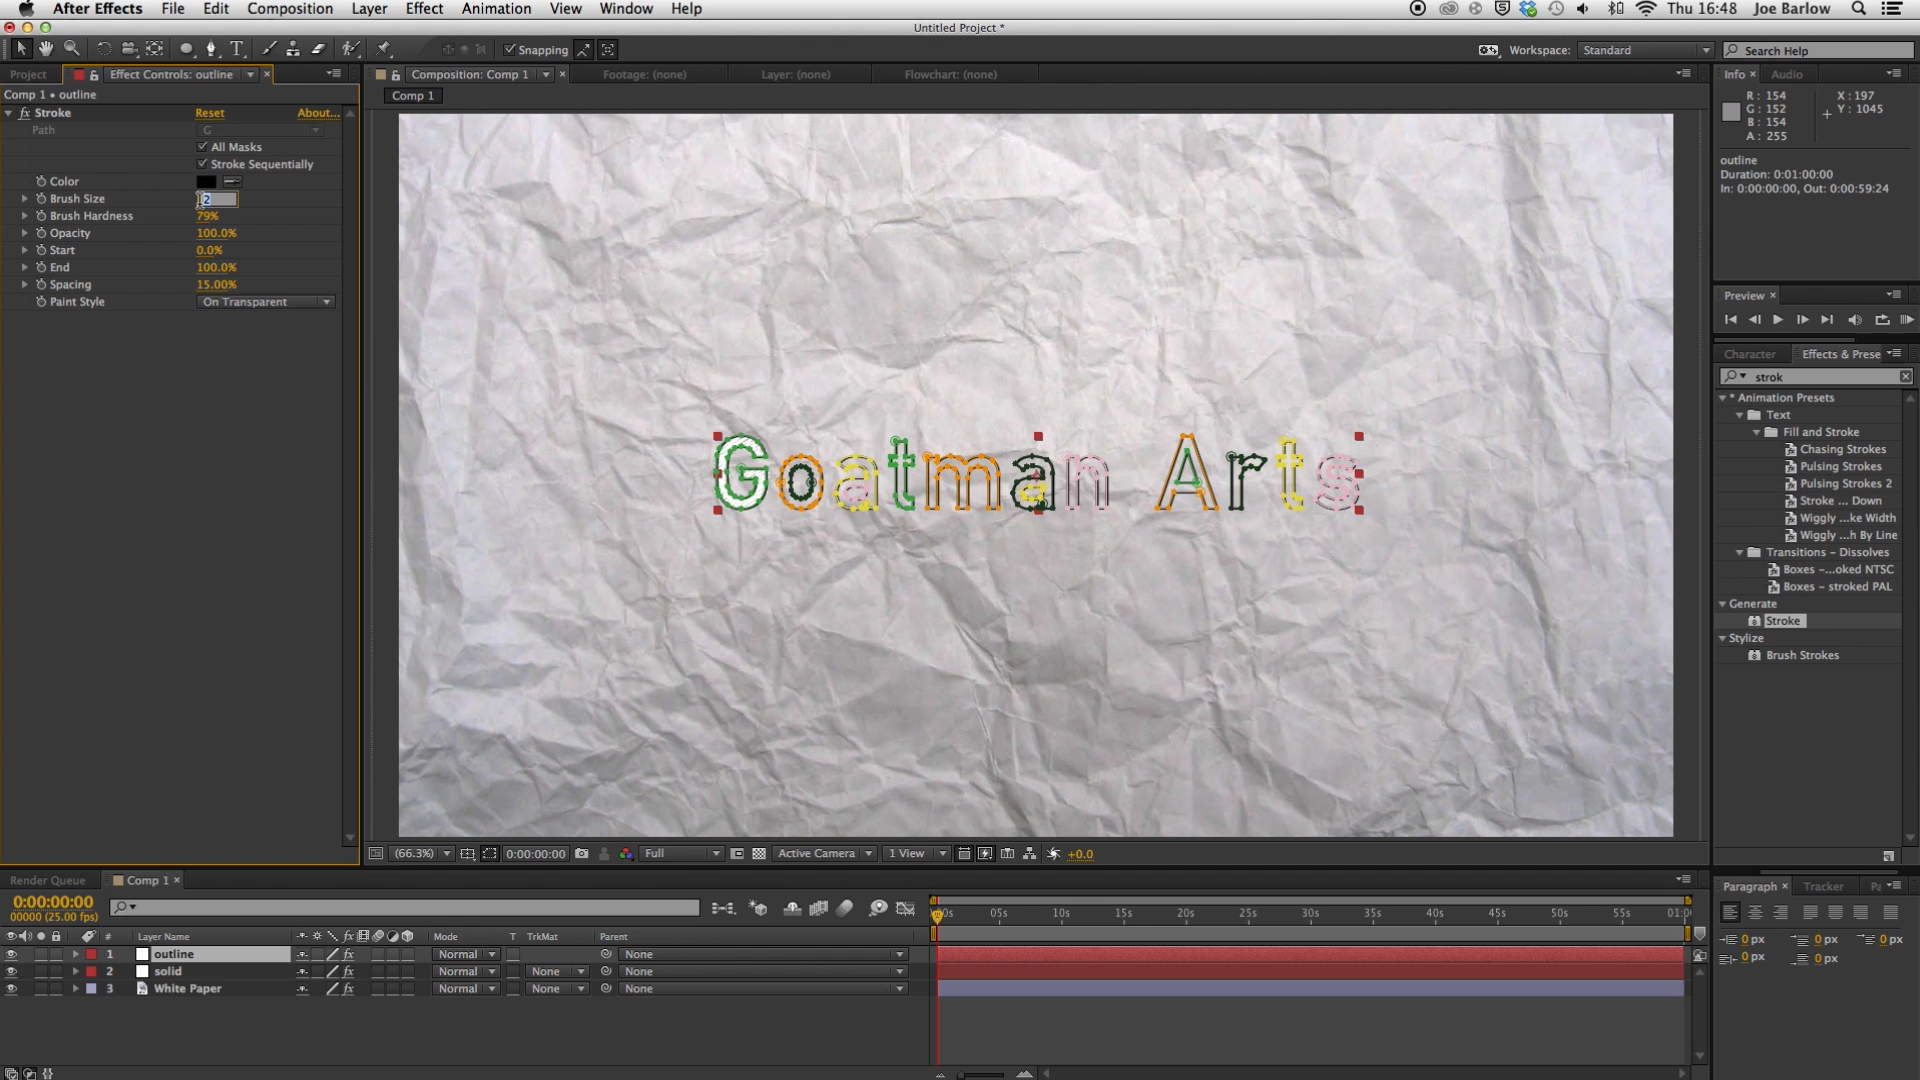 After Effects File Edit Composition Layer Effect Animation View Window Help Thu 16:48 Joe Barlow
Untitled Project *
Snapping Workspace: Standard Search Help
Project Effect Controls: outline × Composition: Comp 1 × Footage: (none) Layer: (none) Flowchart: (none) Info × Audio
Comp 1 • outline
Comp 1
R: 154 X: 197
G: 152 Y: 1045
B: 154
A: 255
fx Stroke Reset About...
Path G
All Masks
Stroke Sequentially
Color
Brush Size 2
Brush Hardness 79%
Opacity 100.0%
Start 0.0%
End 100.0%
Spacing 15.00%
Paint Style On Transparent
outline
Duration: 0:01:00:00
In: 0:00:00:00, Out: 0:00:59:24
Goatman Arts
Preview ×
Character Effects & Prese
strok
* Animation Presets
Text
Fill and Stroke
Chasing Strokes
Pulsing Strokes
Pulsing Strokes 2
Stroke ... Down
Wiggly ...ke Width
Wiggly ...h By Line
Transitions – Dissolves
Boxes –...oked NTSC
Boxes – stroked PAL
Generate
Stroke
Stylize
Brush Strokes
(66.3%) 0:00:00:00 Full Active Camera 1 View +0.0
Render Queue Comp 1 ×
0:00:00:00
00000 (25.00 fps)
00s 05s 10s 15s 20s 25s 30s 35s 40s 45s 50s 55s 01:0
# Layer Name fx Mode T TrkMat Parent
1 outline fx Normal None
2 solid fx Normal None None
3 White Paper fx Normal None None
Paragraph × Tracker Pa
0 px 0 px 0 px
0 px 0 px